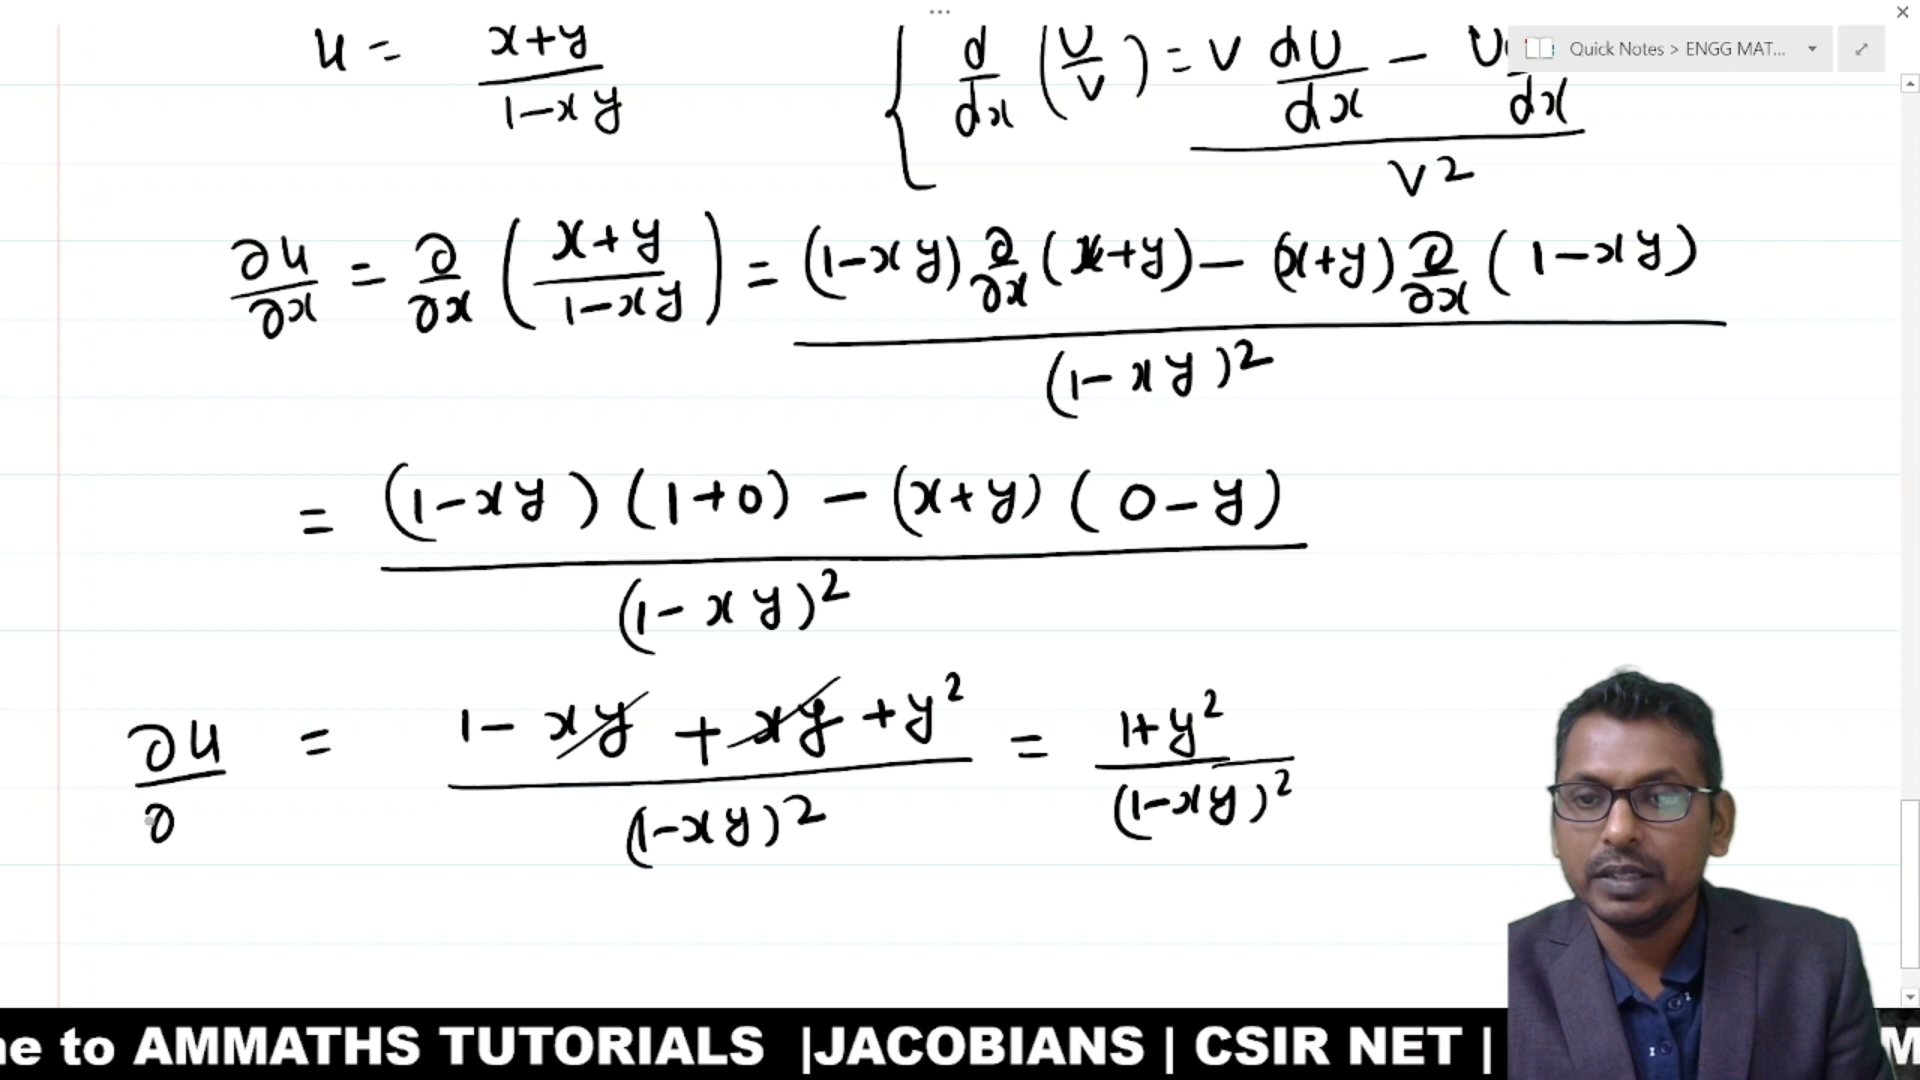 Quick Notes > ENGG MAT...
u = x+y / 1-xy { d/dx (U/V) = V dU/dx - U /dx / V²
∂u/∂x = ∂/∂x (x+y / 1-xy) = (1-xy) ∂/∂x (x+y) - (x+y) ∂/∂x (1-xy) / (1-xy)²
= (1-xy) (1+0) - (x+y) (0-y) / (1-xy)²
∂u/∂ = 1-xy + xy + y² / (1-xy)² = 1+y² / (1-xy)²
ne to AMMATHS TUTORIALS |JACOBIANS | CSIR NET | M